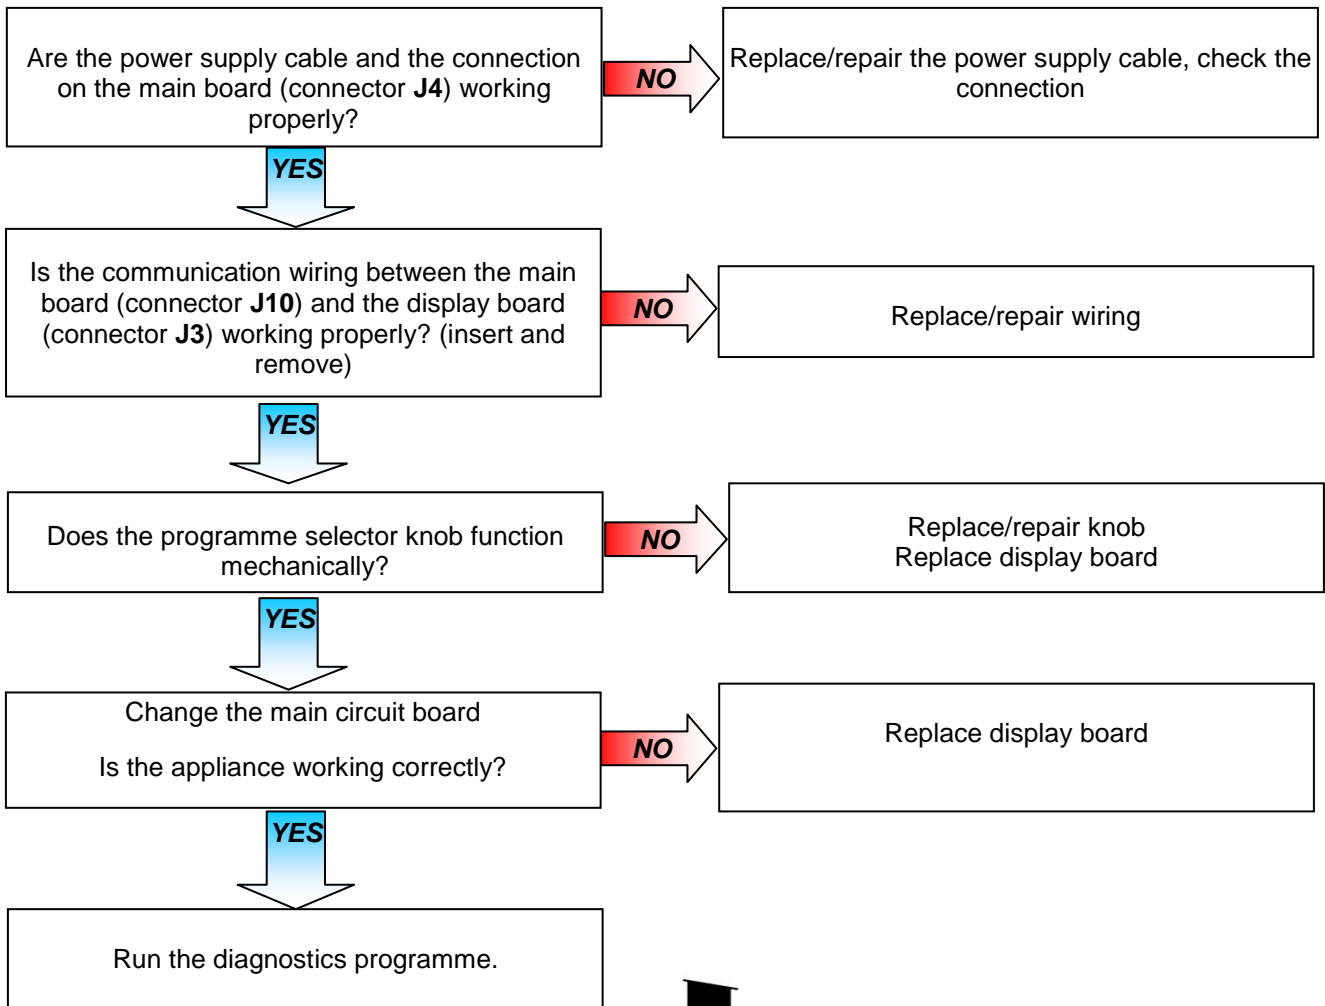 Are the power supply cable and the connection
on the main board (connector J4) working
properly?
NO
Replace/repair the power supply cable, check the
connection
YES
Is the communication wiring between the main
board (connector J10) and the display board
(connector J3) working properly? (insert and
remove)
NO
Replace/repair wiring
YES
Does the programme selector knob function
mechanically?
NO
Replace/repair knob
Replace display board
YES
Change the main circuit board
Is the appliance working correctly?
NO
Replace display board
YES
Run the diagnostics programme.